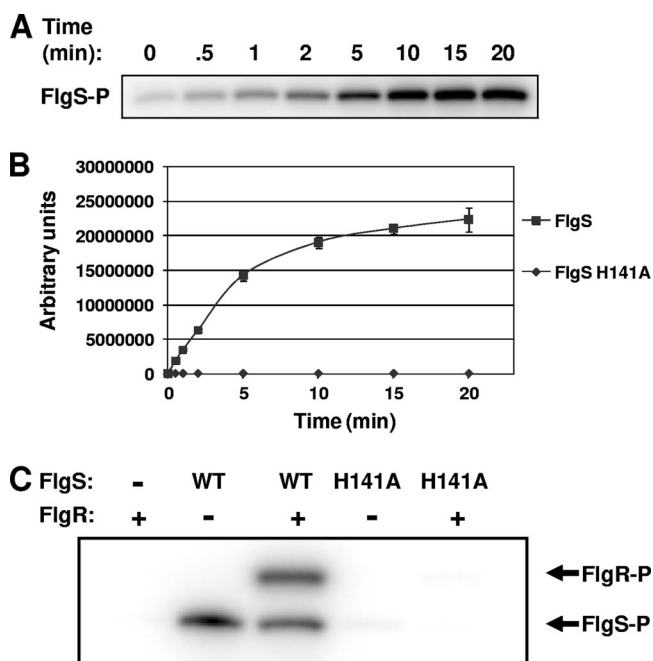 A Time
(min): 0 .5 1 2 5 10 15 20
FlgS-P
B
30000000
25000000
20000000
15000000
10000000
5000000
0
Arbitrary units
0 5 10 15 20
Time (min)
FlgS
FlgS H141A
C FlgS: - WT WT H141A H141A
FlgR: + - + - +
FlgR-P
FlgS-P